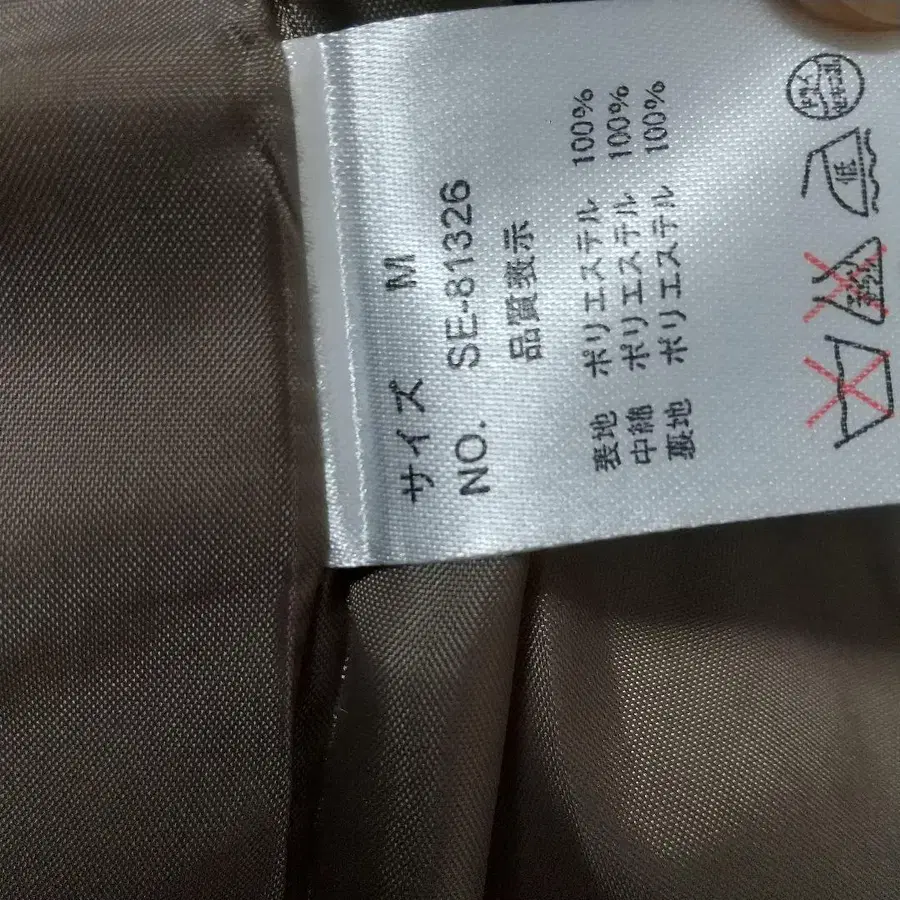 サイズ M
NO. SE-81326
品質表示
表地 ポリエステル 100%
中綿 ポリエステル 100%
裏地 ポリエステル 100%
低